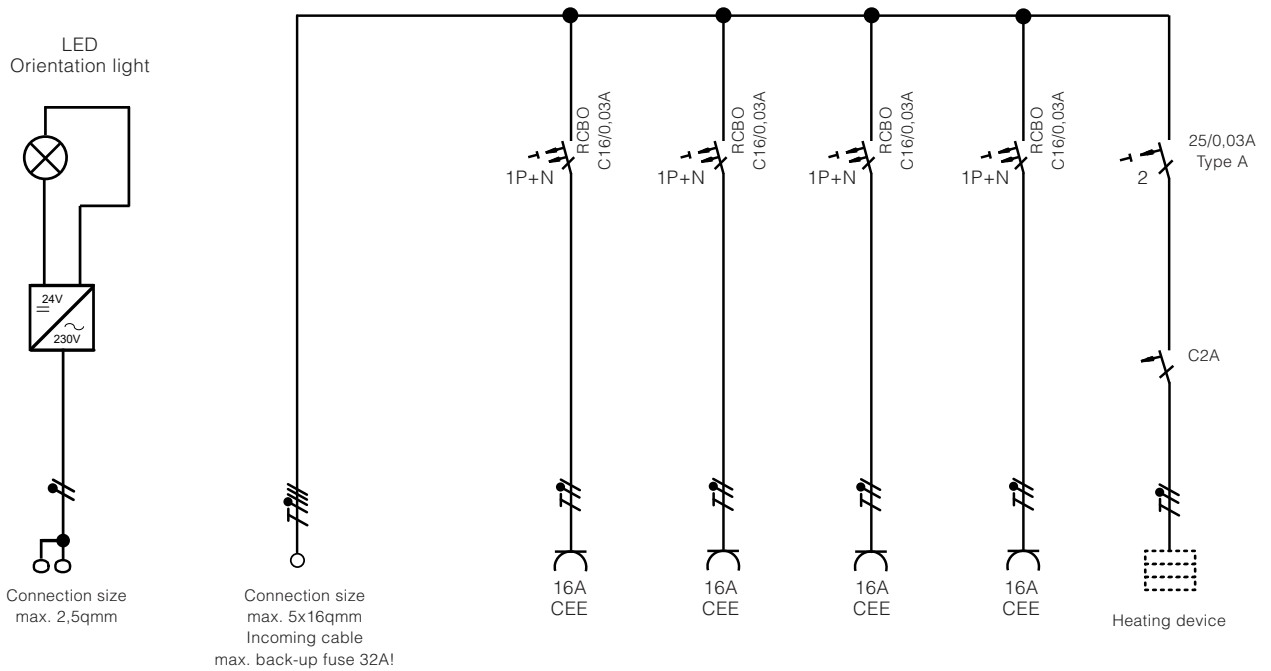 LED
Orientation light
24V
230V
Connection size
max. 2,5qmm
Connection size
max. 5x16qmm
Incoming cable
max. back-up fuse 32A!
RCBO
C16/0,03A
1P+N
16A
CEE
RCBO
C16/0,03A
1P+N
16A
CEE
RCBO
C16/0,03A
1P+N
16A
CEE
RCBO
C16/0,03A
1P+N
16A
CEE
25/0,03A
Type A
2
C2A
Heating device